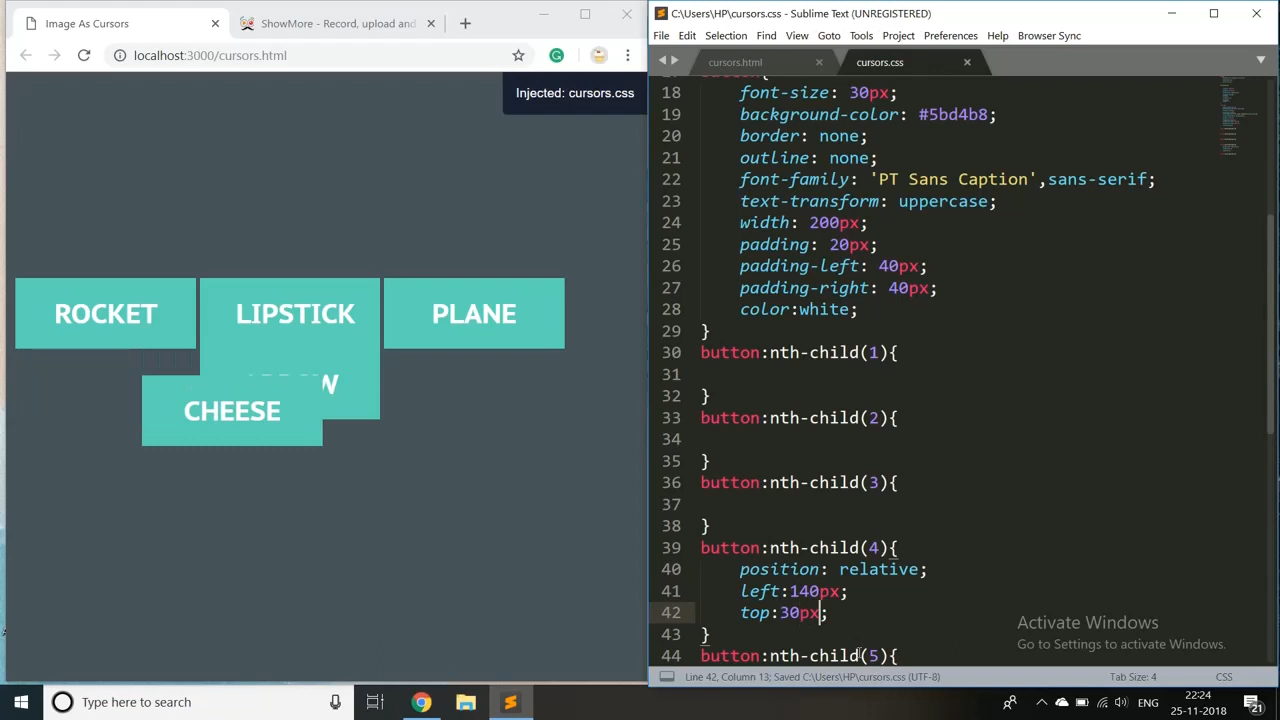 Image As Cursors
ShowMore - Record, upload and
localhost:3000/cursors.html
Injected: cursors.css
ROCKET
LIPSTICK
PLANE
CHEESE
C:\Users\HP\cursors.css - Sublime Text (UNREGISTERED)
File Edit Selection Find View Goto Tools Project Preferences Help Browser Sync
cursors.html
cursors.css
18 font-size: 30px;
19 background-color: #5bd4b8;
20 border: none;
21 outline: none;
22 font-family: 'PT Sans Caption',sans-serif;
23 text-transform: uppercase;
24 width: 200px;
25 padding: 20px;
26 padding-left: 40px;
27 padding-right: 40px;
28 color:white;
29 }
30 button:nth-child(1){
31
32 }
33 button:nth-child(2){
34
35 }
36 button:nth-child(3){
37
38 }
39 button:nth-child(4){
40 position: relative;
41 left:140px;
42 top:30px;
43 }
44 button:nth-child(5){
Activate Windows
Go to Settings to activate Windows.
Line 42, Column 13; Saved C:\Users\HP\cursors.css (UTF-8)
Tab Size: 4
CSS
Type here to search
ENG
22:24
25-11-2018
21